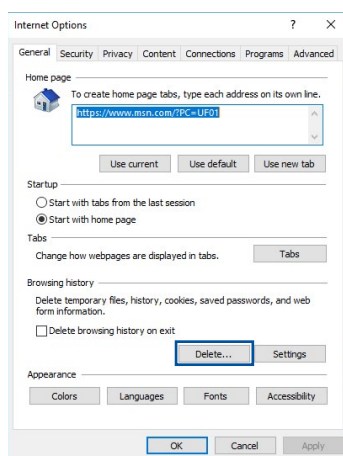 Internet Options ? X
General Security Privacy Content Connections Programs Advanced
Home page
To create home page tabs, type each address on its own line.
https://www.msn.com/?PC=UF01
Use current Use default Use new tab
Startup
Start with tabs from the last session
Start with home page
Tabs
Change how webpages are displayed in tabs. Tabs
Browsing history
Delete temporary files, history, cookies, saved passwords, and web
form information.
Delete browsing history on exit
Delete... Settings
Appearance
Colors Languages Fonts Accessibility
OK Cancel Apply